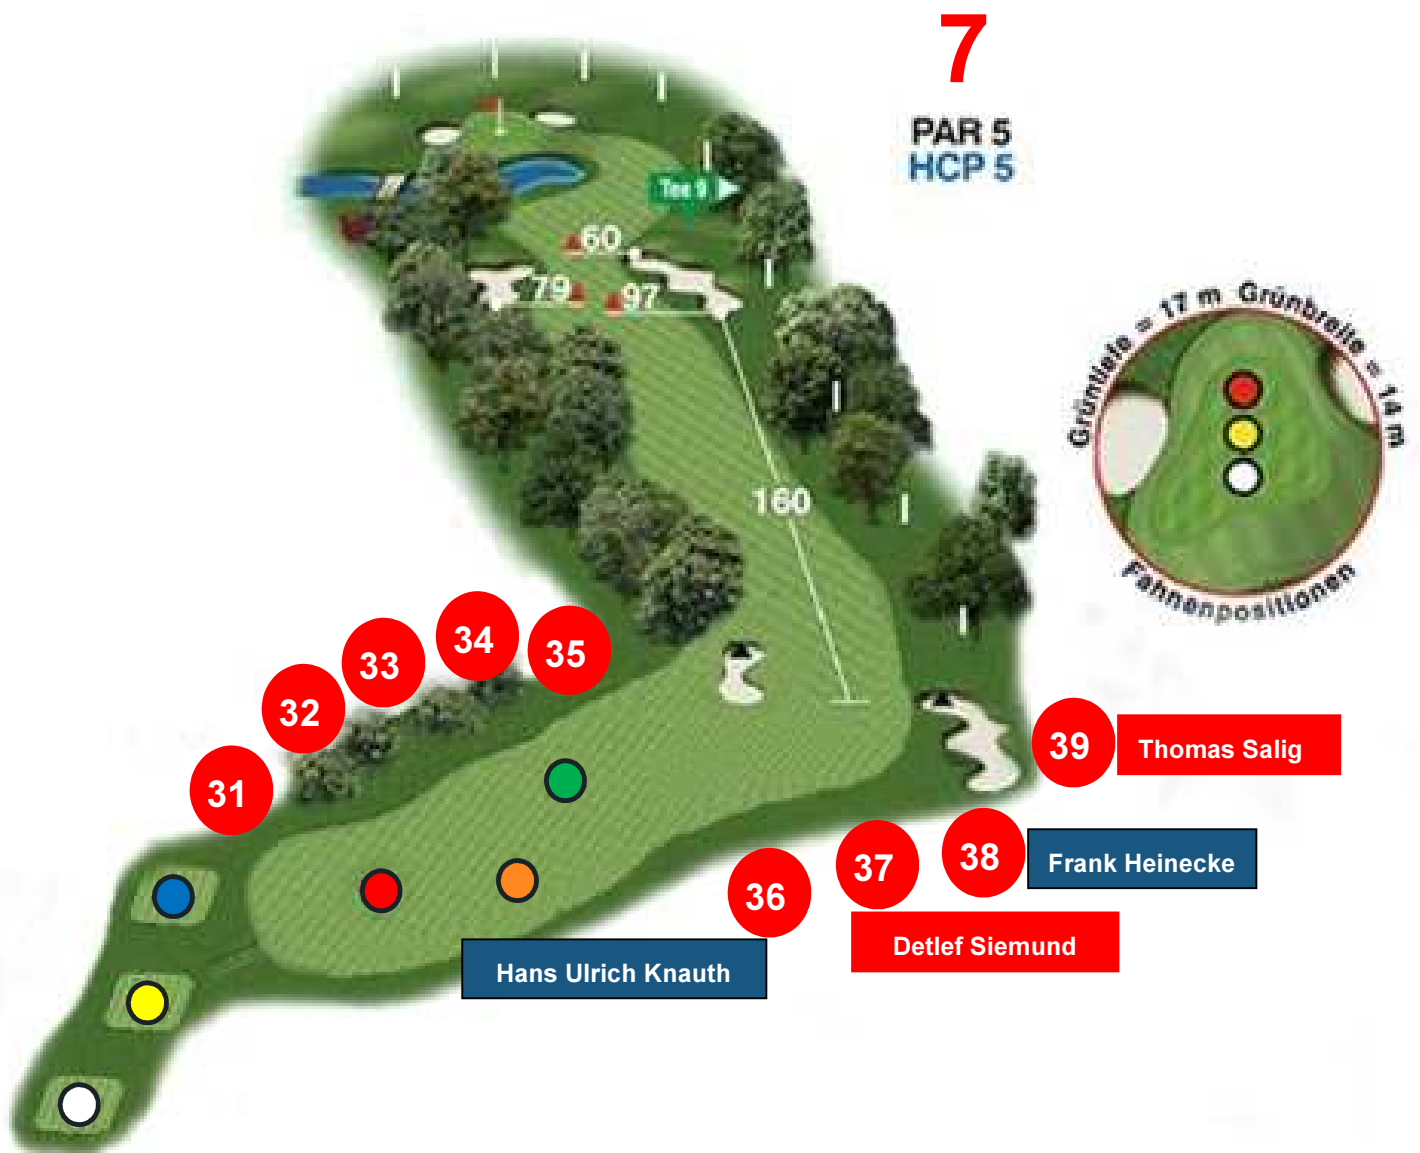 7
PAR 5
HCP 5
Tee 9
60
79
97
160
Grüntiefe = 17 m Grünbreite = 14 m
Fahnenpositionen
34
35
33
32
31
39
Thomas Salig
38
Frank Heinecke
37
36
Detlef Siemund
Hans Ulrich Knauth